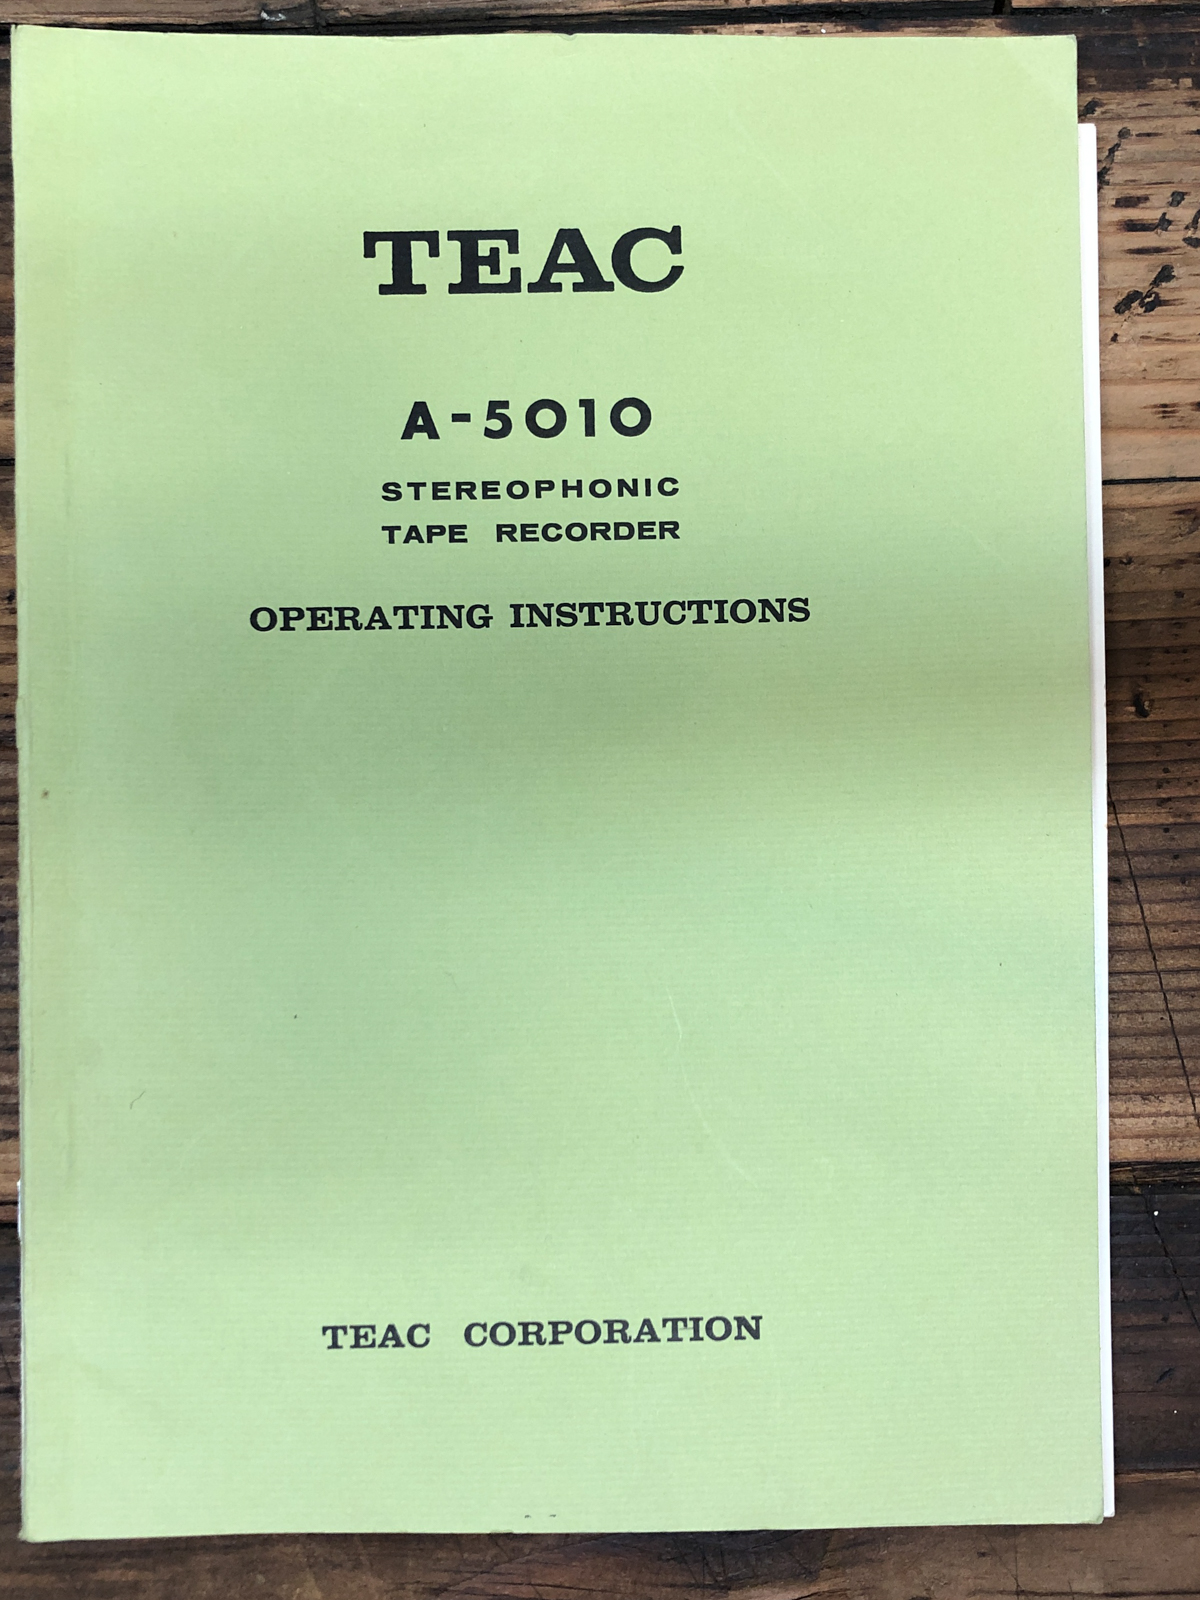 TEAC
A-5010
STEREOPHONIC
TAPE RECORDER
OPERATING INSTRUCTIONS
TEAC CORPORATION